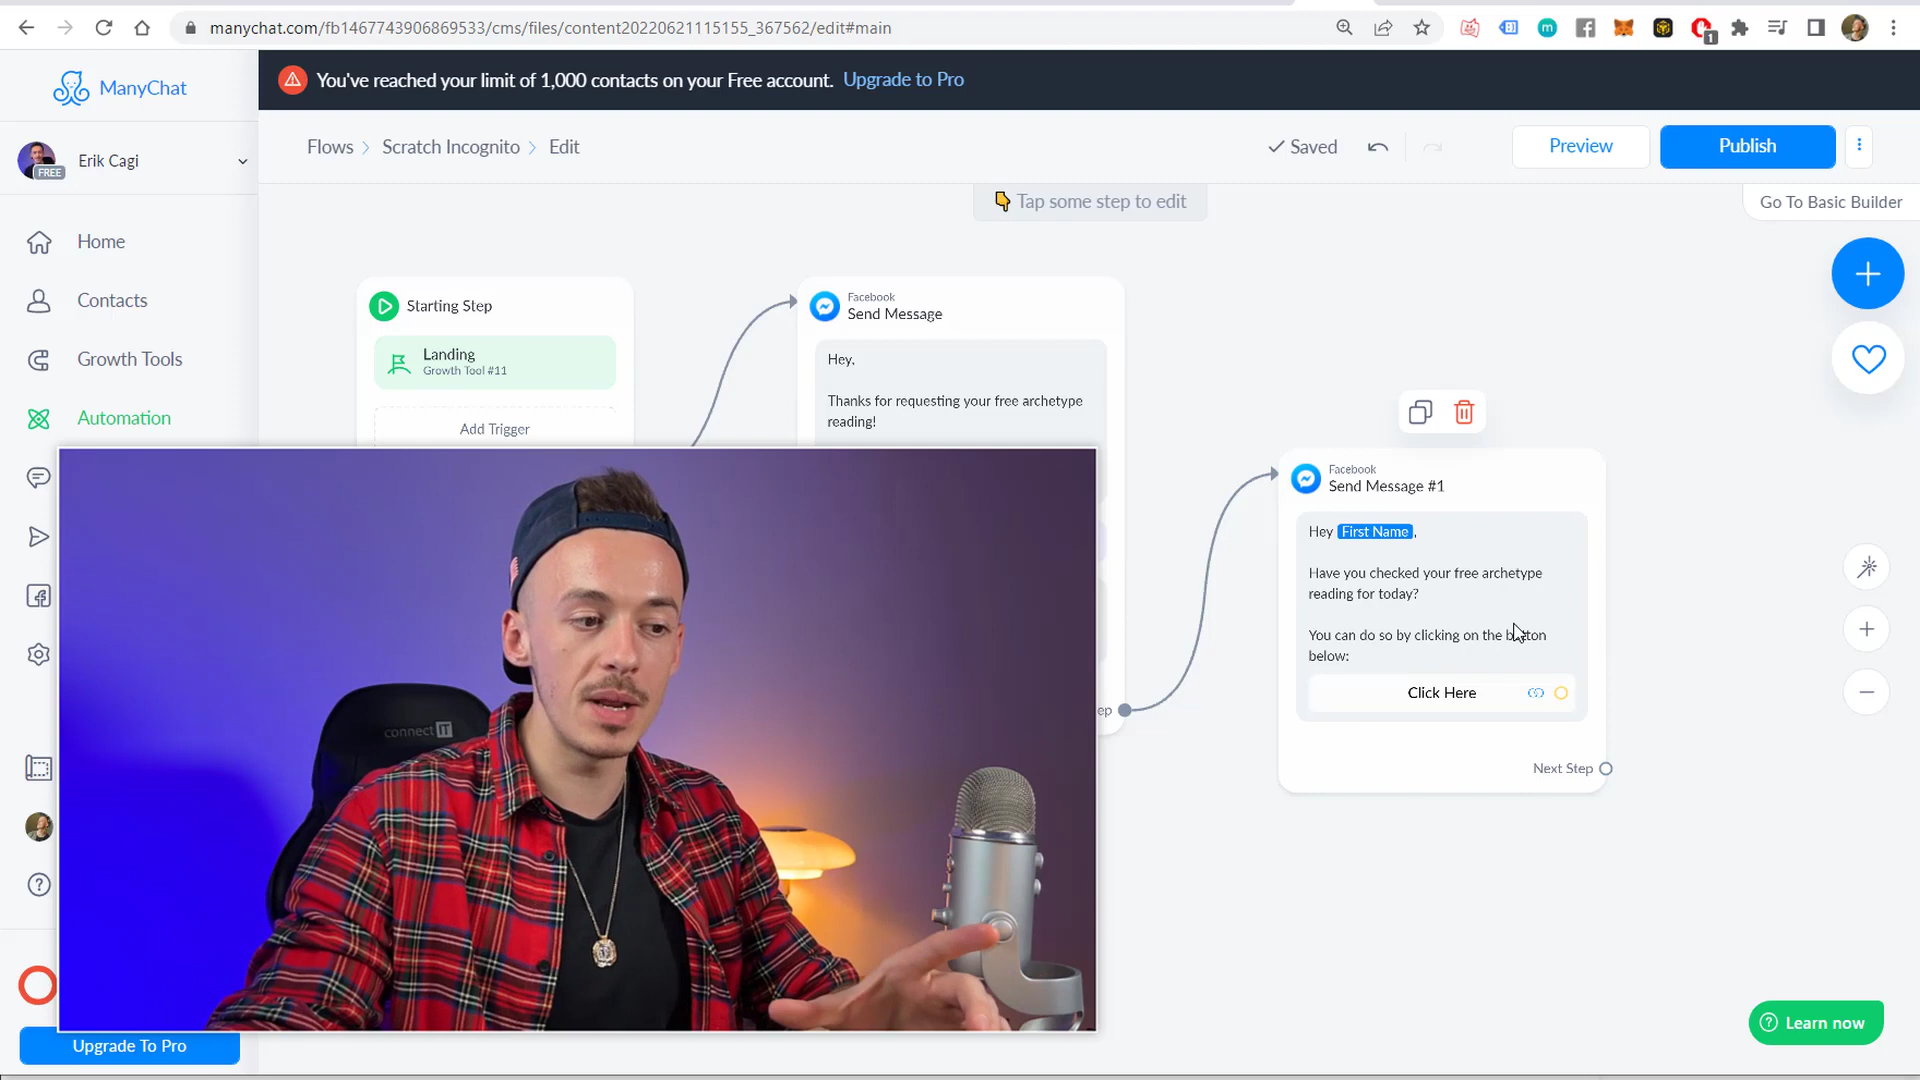 manychat.com/fb1467743906869533/cms/files/content20220621115155_367562/edit#main
1
ManyChat
You've reached your limit of 1,000 contacts on your Free account. Upgrade to Pro
Erik Cagi
FREE
Flows > Scratch Incognito > Edit
Saved
Preview
Publish
Tap some step to edit
Go To Basic Builder
Home
Contacts
Growth Tools
Automation
Starting Step
Landing
Growth Tool #11
Add Trigger
Facebook
Send Message
Hey,
Thanks for requesting your free archetype
reading!
ep
Facebook
Send Message #1
Hey First Name,
Have you checked your free archetype
reading for today?
You can do so by clicking on the button
below:
Click Here
Next Step
connect IT
Upgrade To Pro
Learn now